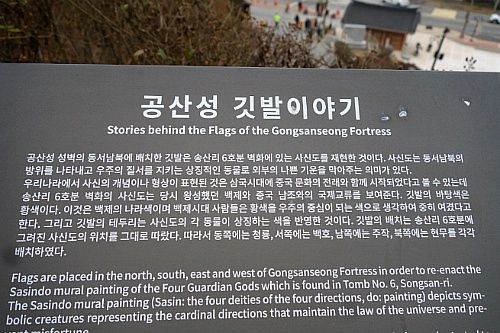 공산성 깃발이야기
Stories behind the Flags of the Gongsanseong Fortress
공산성 성벽의 동서남북에 배치한 깃발은 송산리 6호분 벽화에 있는 사신도를 재현한 것이다. 사신도는 동서남북의
방위를 나타내고 우주의 질서를 지키는 상징적인 동물로 외부의 나쁜 기운을 막아주는 의미가 있다.
우리나라에서 사신의 개념이나 형상이 표현된 것은 삼국시대에 중국 문화의 전래와 함께 시작되었다고 볼 수 있는데
송산리 6호분 벽화의 사신도는 당시 왕성했던 백제와 중국 남조와의 국제교류를 보여준다. 깃발의 바탕색은
황색이다. 이것은 백제의 나라색이며 백제시대 사람들은 황색을 우주의 중심이 되는 색으로 생각하여 즐겨 여겼다고
한다. 그리고 깃발의 테두리는 사신도의 각 동물이 상징하는 색을 반영한 것이다. 깃발의 배치는 송산리 6호분에
그려진 사신도의 위치를 그대로 따랐다. 따라서 동쪽에는 청룡, 서쪽에는 백호, 남쪽에는 주작, 북쪽에는 현무를 각각
배치하였다.
Flags are placed in the north, south, east and west of Gongsanseong Fortress in order to re-enact the
Sasindo mural painting of the Four Guardian Gods which is found in Tomb No. 6, Songsan-ri.
The Sasindo mural painting (Sasin: the four deities of the four directions, do: painting) depicts sym-
bolic creatures representing the cardinal directions that maintain the law of the universe and pre-
vent misfortune.